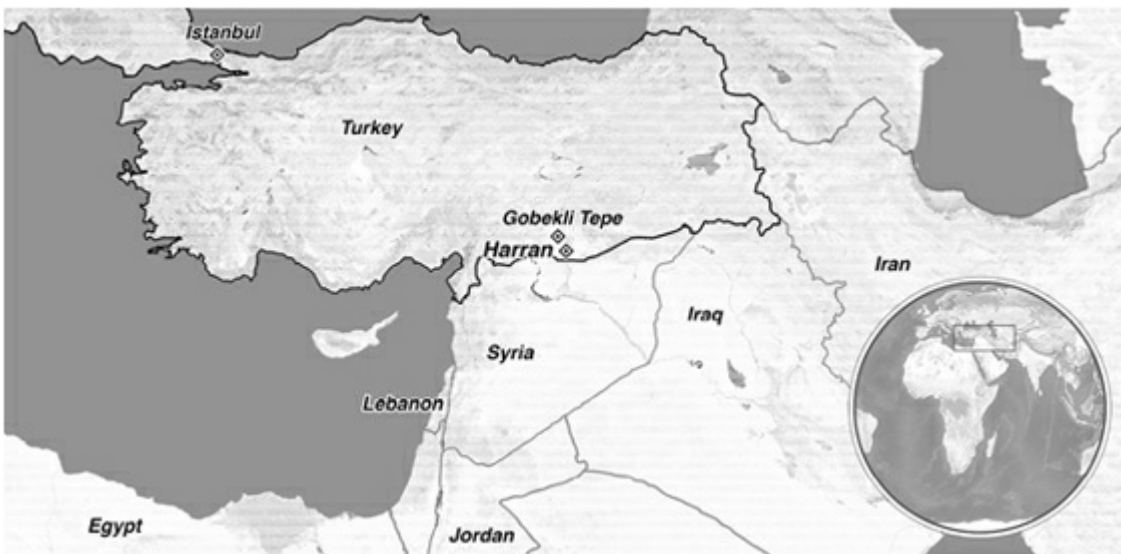 Istanbul
Turkey
Gobekli Tepe
Harran
Iran
Iraq
Syria
Lebanon
Egypt
Jordan